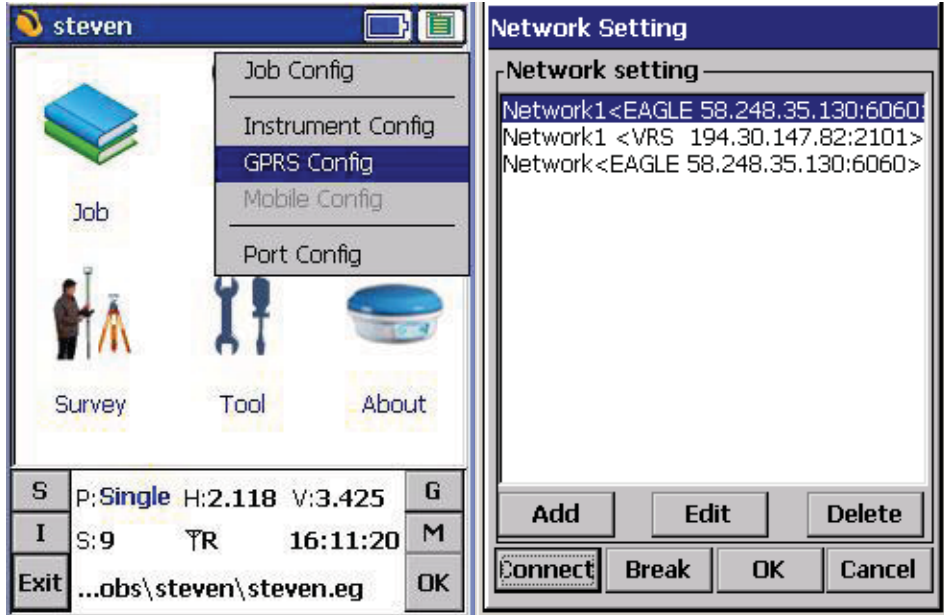 steven
Job Config
Instrument Config
GPRS Config
Mobile Config
Port Config
Job
Survey
Tool
About
S
P:Single H:2.118 V:3.425
G
I
S:9 R 16:11:20
M
Exit
...obs\steven\steven.eg
OK
Network Setting
Network setting
Network1<EAGLE 58.248.35.130:6060:
Network1 <VRS 194.30.147.82:2101>
Network<EAGLE 58.248.35.130:6060>
Add Edit Delete
Connect Break OK Cancel